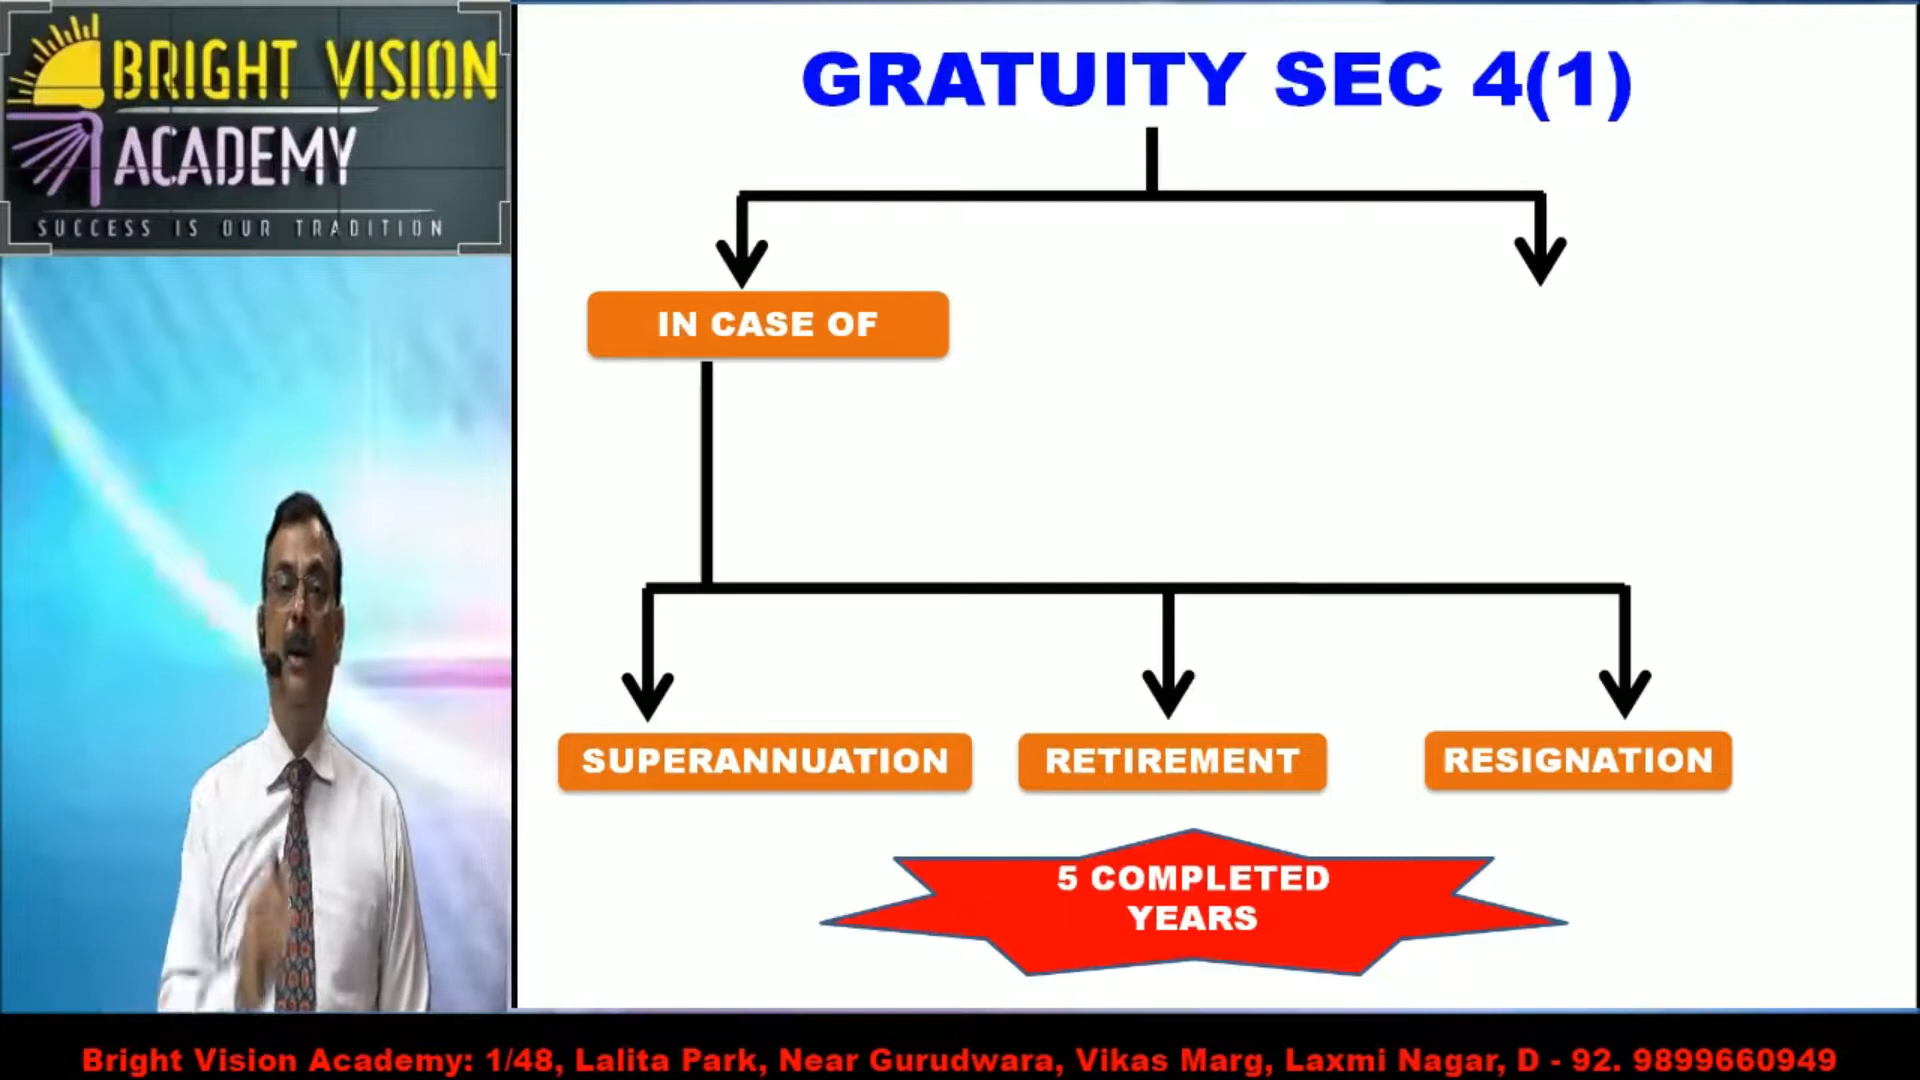 BRIGHT VISION
ACADEMY
SUCCESS IS OUR TRADITION
GRATUITY SEC 4(1)
IN CASE OF
SUPERANNUATION
RETIREMENT
RESIGNATION
5 COMPLETED
YEARS
Bright Vision Academy: 1/48, Lalita Park, Near Gurudwara, Vikas Marg, Laxmi Nagar, D - 92. 9899660949